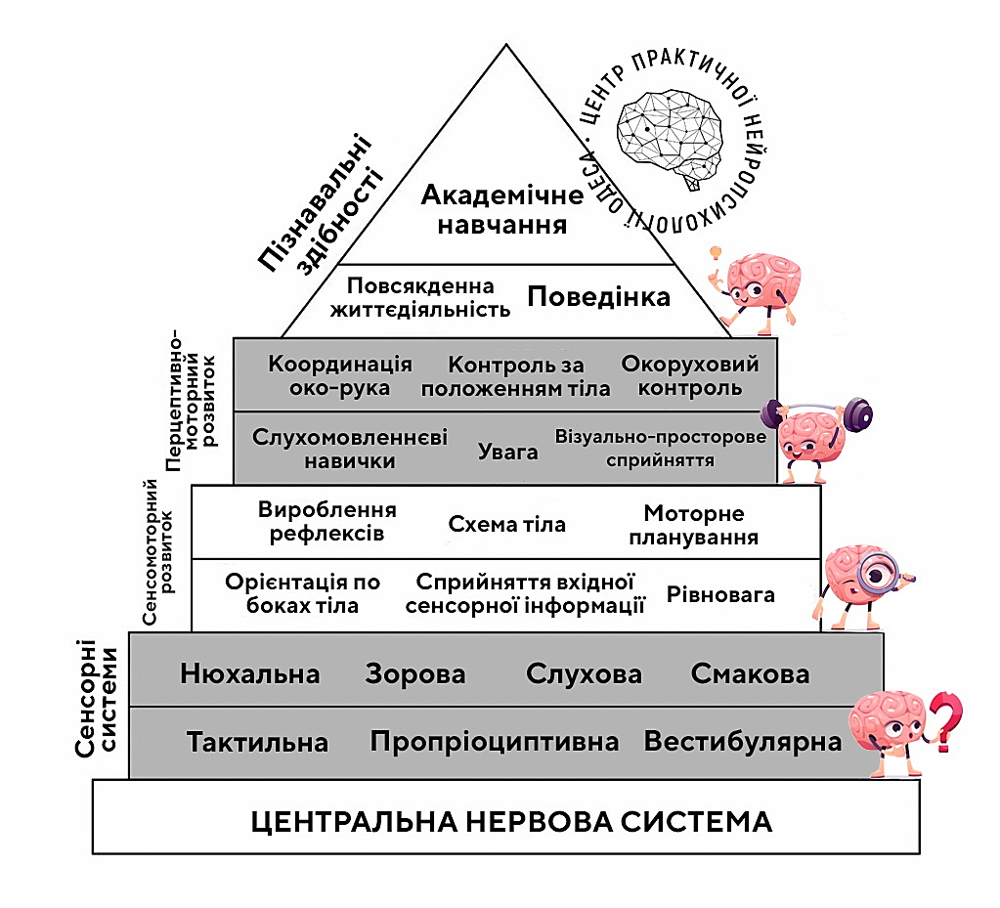 ЦЕНТР ПРАКТИЧНОЇ НЕЙРОПСИХОЛОГІЇ ОДЕСА •
Пізнавальні
здібності
Академічне
навчання
Повсякденна
життєдіяльність
Поведінка
Перцептивно-
моторний
розвиток
Координація
око-рука
Контроль за
положенням тіла
Окоруховий
контроль
Слухомовленнєві
навички
Увага
Візуально-просторове
сприйняття
Сенсомоторний
розвиток
Вироблення
рефлексів
Схема тіла
Моторне
планування
Орієнтація по
боках тіла
Сприйняття вхідної
сенсорної інформації
Рівновага
Сенсорні
системи
Нюхальна Зорова Слухова Смакова
Тактильна Пропріоциптивна Вестибулярна
ЦЕНТРАЛЬНА НЕРВОВА СИСТЕМА